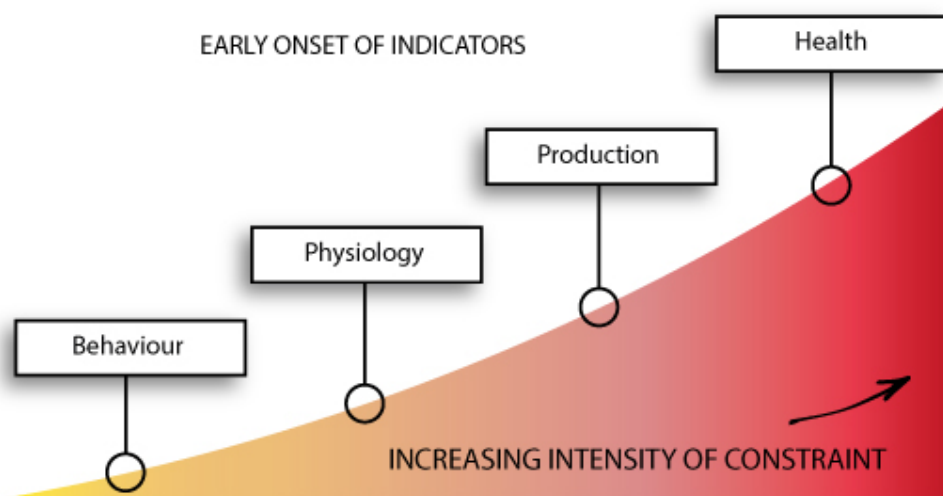 EARLY ONSET OF INDICATORS
Health
Production
Physiology
Behaviour
INCREASING INTENSITY OF CONSTRAINT